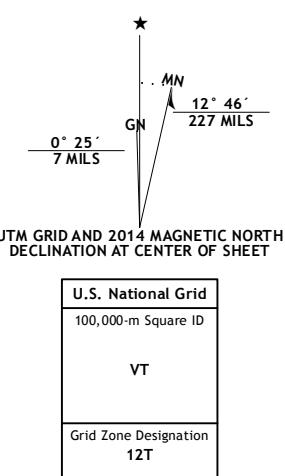 ★
MN
GN
12° 46´
227 MILS
0° 25´
7 MILS
UTM GRID AND 2014 MAGNETIC NORTH
DECLINATION AT CENTER OF SHEET
U.S. National Grid
100,000-m Square ID
VT
Grid Zone Designation
12T